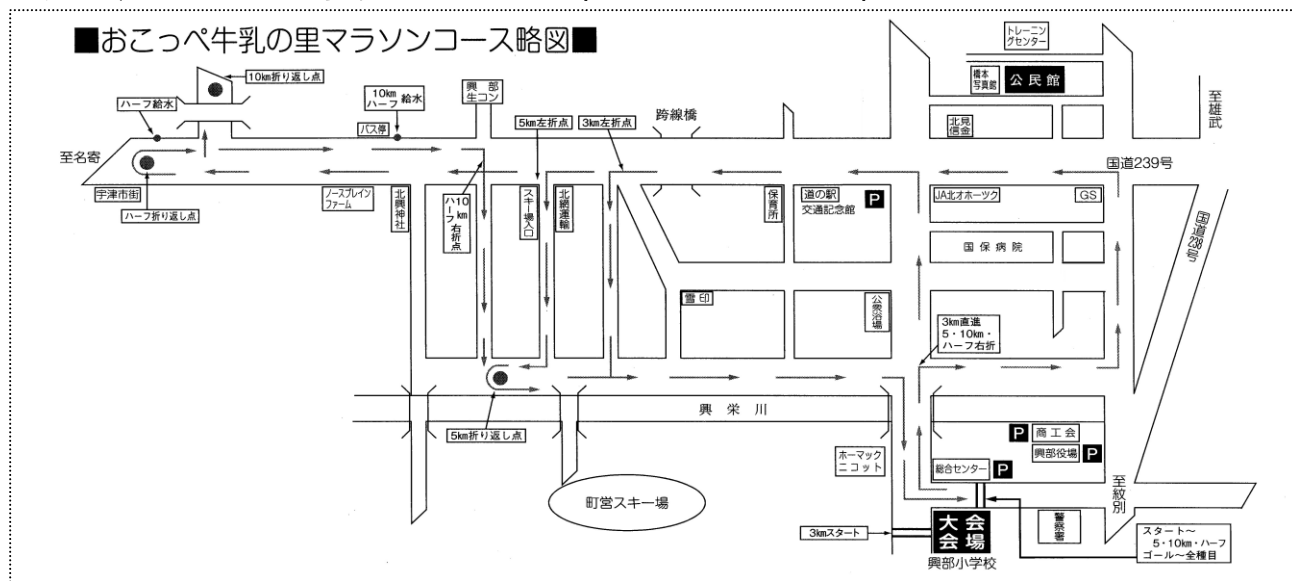 ■おこっぺ牛乳の里マラソンコース略図■
10km折り返し点
ハーフ給水
10km
ハーフ
給水
バス停
興部
生コン
5km左折点
3km左折点
跨線橋
トレーニン
グセンター
橋本
写真館
公民館
北見
信金
至雄武
至名寄
国道239号
宇津市街
ハーフ折り返し点
ノースプレイン
ファーム
北興神社
10km
ハーフ
右折点
スキー場入口
北網運輸
保育所
道の駅
交通記念館
P
JA北オホーツク
GS
国道238号
国保病院
雪印
公衆浴場
3km直進
5・10km・
ハーフ右折
興栄川
5km折り返し点
ホーマック
ニコット
P
商工会
興部役場
P
総合センター
P
至紋別
町営スキー場
3kmスタート
大会
会場
興部小学校
警察署
スタート〜
5・10km・ハーフ
ゴール〜全種目